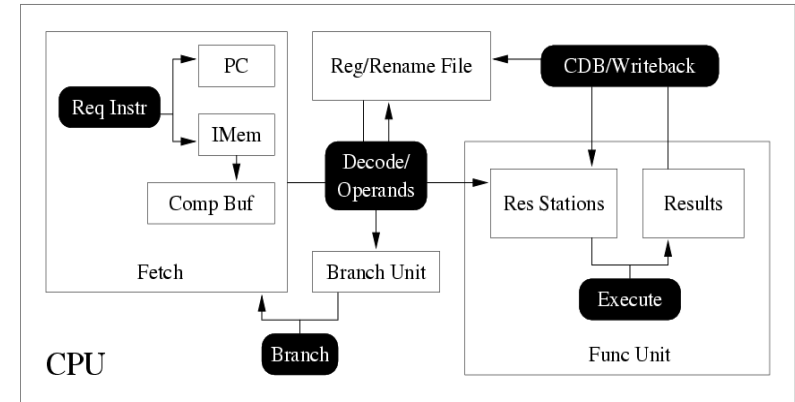 PC
Reg/Rename File
CDB/Writeback
Req Instr
IMem
Decode/
Operands
Comp Buf
Res Stations
Results
Fetch
Branch Unit
Execute
Branch
Func Unit
CPU